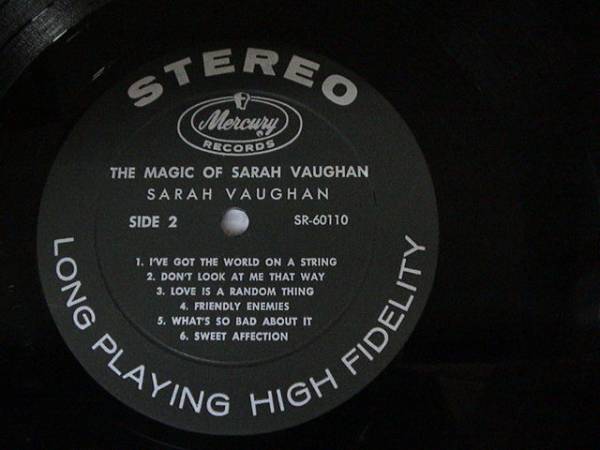 STEREO
Mercury
RECORDS
THE MAGIC OF SARAH VAUGHAN
SARAH VAUGHAN
SIDE 2
SR-60110
1. I'VE GOT THE WORLD ON A STRING
2. DON'T LOOK AT ME THAT WAY
3. LOVE IS A RANDOM THING
4. FRIENDLY ENEMIES
5. WHAT'S SO BAD ABOUT IT
6. SWEET AFFECTION
LONG PLAYING HIGH FIDELITY